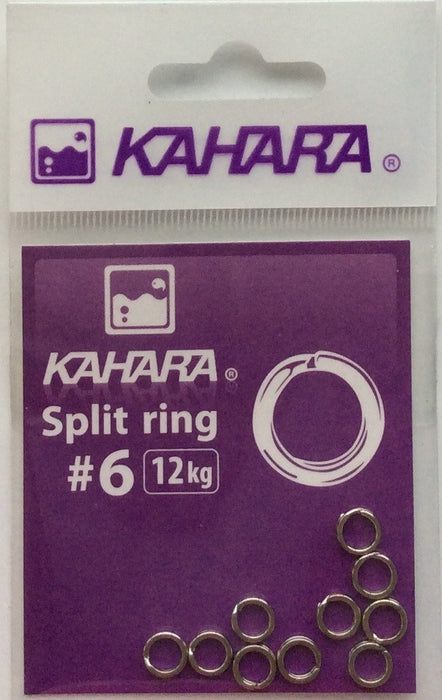 KAHARA ®
KAHARA ®
Split ring
#6 12kg